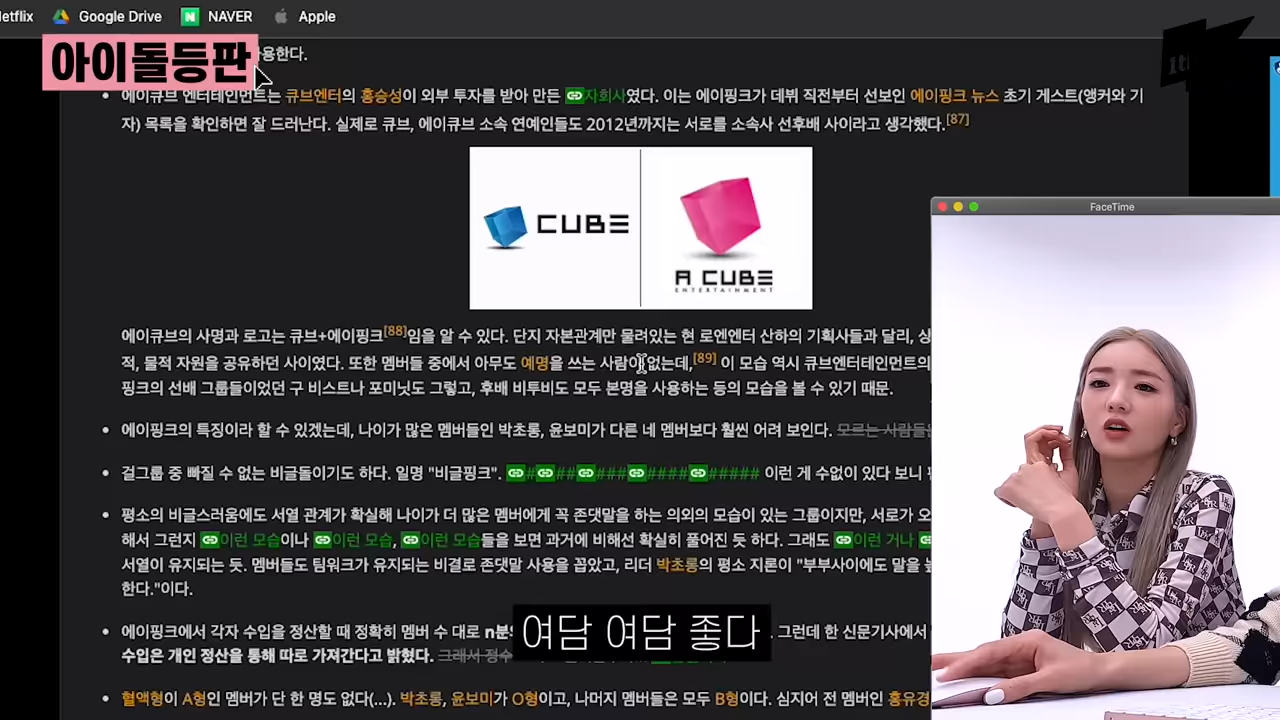 etflix Google Drive NAVER Apple
아이돌등판
용한다.
에이큐브 엔터테인먼트는 큐브엔터의 홍승성이 외부 투자를 받아 만든 자회사였다. 이는 에이핑크가 데뷔 직전부터 선보인 에이핑크 뉴스 초기 게스트(앵커와 기
자) 목록을 확인하면 잘 드러난다. 실제로 큐브, 에이큐브 소속 연예인들도 2012년까지는 서로를 소속사 선후배 사이라고 생각했다.[87]
CUBE
A CUBE
ENTERTAINMENT
FaceTime
에이큐브의 사명과 로고는 큐브+에이핑크[88]임을 알 수 있다. 단지 자본관계만 물려있는 현 로엔엔터 산하의 기획사들과 달리,
적, 물적 자원을 공유하던 사이였다. 또한 멤버들 중에서 아무도 예명을 쓰는 사람이 없는데,[89] 이 모습 역시 큐브엔터테인먼트의
핑크의 선배 그룹들이었던 구 비스트나 포미닛도 그렇고, 후배 비투비도 모두 본명을 사용하는 등의 모습을 볼 수 있기 때문.
에이핑크의 특징이라 할 수 있겠는데, 나이가 많은 멤버들인 박초롱, 윤보미가 다른 네 멤버보다 훨씬 어려 보인다. 모르는 사람들은
걸그룹 중 빠질 수 없는 비글돌이기도 하다. 일명 "비글핑크". # ## ### #### ##### 이런 게 수없이 있다 보니
평소의 비글스러움에도 서열 관계가 확실해 나이가 더 많은 멤버에게 꼭 존댓말을 하는 의외의 모습이 있는 그룹이지만, 서로가 오
해서 그런지 이런 모습이나 이런 모습, 이런 모습들을 보면 과거에 비해선 확실히 풀어진 듯 하다. 그래도 이런 거나
서열이 유지되는 듯. 멤버들도 팀워크가 유지되는 비결로 존댓말 사용을 꼽았고, 리더 박초롱의 평소 지론이 "부부사이에도 말을 높
한다."이다.
에이핑크에서 각자 수입을 정산할 때 정확히 멤버 수 대로 n분의 그런데 한 신문기사에서
수입은 개인 정산을 통해 따로 가져간다고 밝혔다. 그래서 정수
여담 여담 좋다
혈액형이 A형인 멤버가 단 한 명도 없다(...). 박초롱, 윤보미가 O형이고, 나머지 멤버들은 모두 B형이다. 심지어 전 멤버인 홍유경